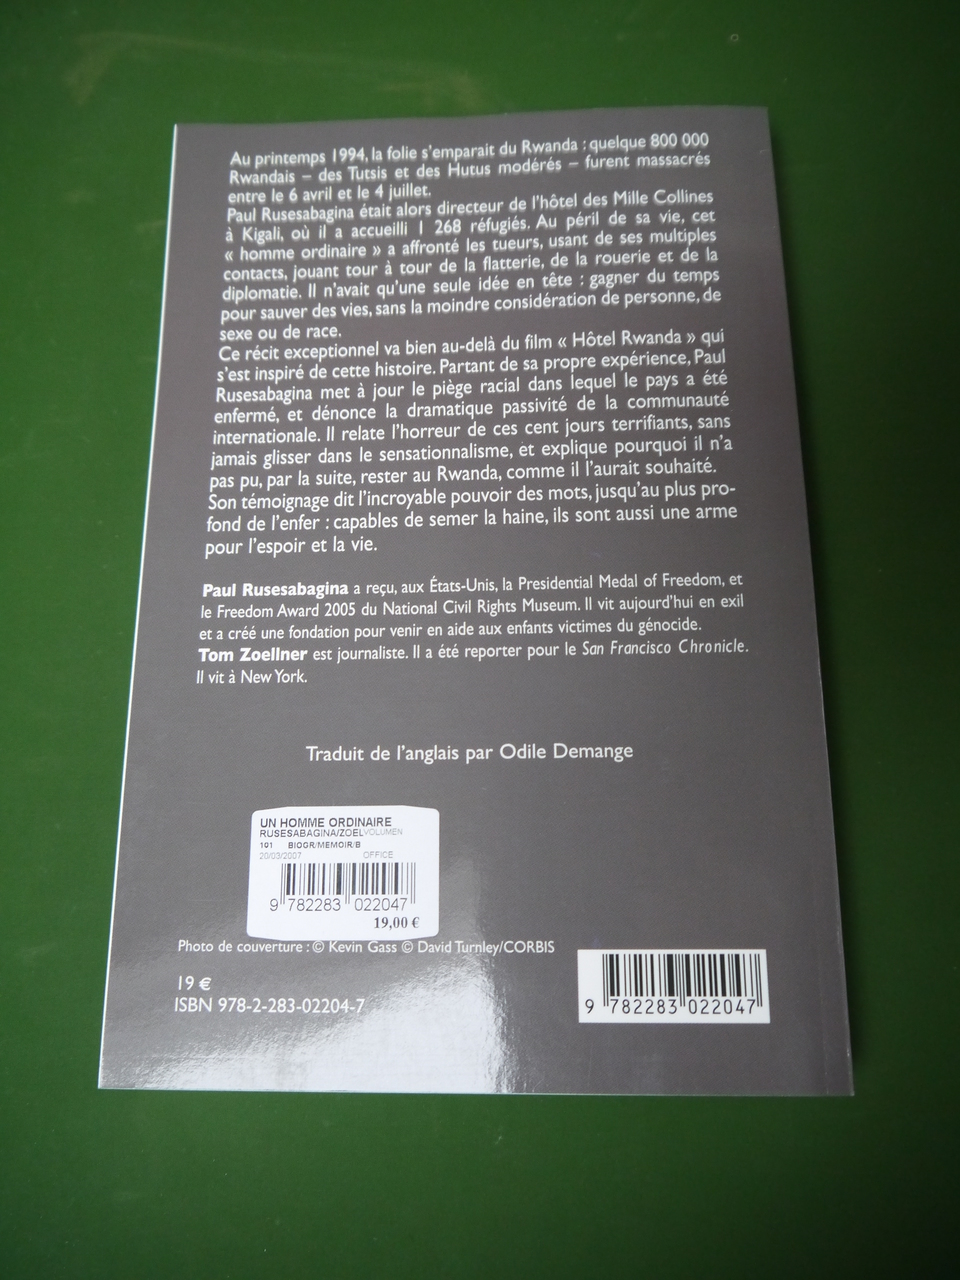 Au printemps 1994, la folie s'emparait du Rwanda : quelque 800 000
Rwandais – des Tutsis et des Hutus modérés – furent massacrés
entre le 6 avril et le 4 juillet.
Paul Rusesabagina était alors directeur de l'hôtel des Mille Collines
à Kigali, où il a accueilli 1 268 réfugiés. Au péril de sa vie, cet
« homme ordinaire » a affronté les tueurs, usant de ses multiples
contacts, jouant tour à tour de la flatterie, de la rouerie et de la
diplomatie. Il n'avait qu'une seule idée en tête : gagner du temps
pour sauver des vies, sans la moindre considération de personne, de
sexe ou de race.
Ce récit exceptionnel va bien au-delà du film « Hôtel Rwanda » qui
s'est inspiré de cette histoire. Partant de sa propre expérience, Paul
Rusesabagina met à jour le piège racial dans lequel le pays a été
enfermé, et dénonce la dramatique passivité de la communauté
internationale. Il relate l'horreur de ces cent jours terrifiants, sans
jamais glisser dans le sensationnalisme, et explique pourquoi il n'a
pas pu, par la suite, rester au Rwanda, comme il l'aurait souhaité.
Son témoignage dit l'incroyable pouvoir des mots, jusqu'au plus pro-
fond de l'enfer : capables de semer la haine, ils sont aussi une arme
pour l'espoir et la vie.
Paul Rusesabagina a reçu, aux États-Unis, la Presidential Medal of Freedom, et
le Freedom Award 2005 du National Civil Rights Museum. Il vit aujourd'hui en exil
et a créé une fondation pour venir en aide aux enfants victimes du génocide.
Tom Zoellner est journaliste. Il a été reporter pour le San Francisco Chronicle.
Il vit à New York.
Traduit de l'anglais par Odile Demange
UN HOMME ORDINAIRE
RUSESABAGINA/ZOELVOLUMEN
101 BIOGR/MEMOIR/B
20/03/2007 OFFICE
9 782283 022047
19,00 €
Photo de couverture : © Kevin Gass © David Turnley/CORBIS
19 €
ISBN 978-2-283-02204-7
9 782283 022047